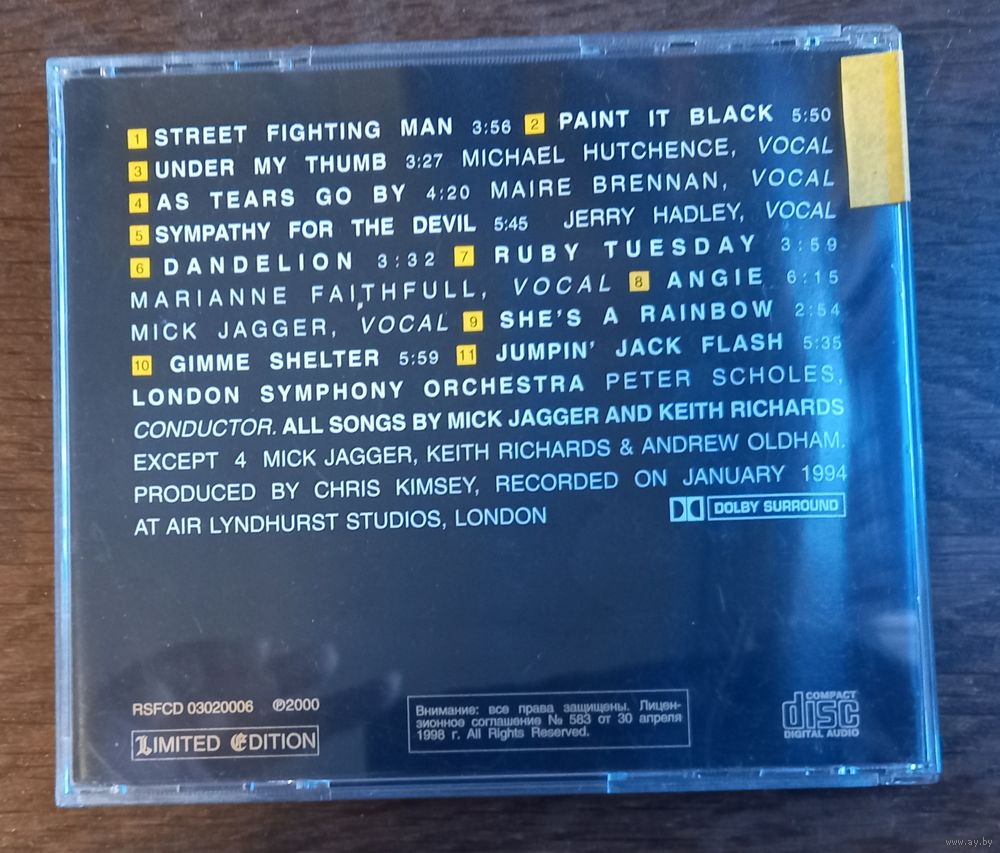 1 STREET FIGHTING MAN 3:56 2 PAINT IT BLACK 5:50
3 UNDER MY THUMB 3:27 MICHAEL HUTCHENCE, VOCAL
4 AS TEARS GO BY 4:20 MAIRE BRENNAN, VOCAL
5 SYMPATHY FOR THE DEVIL 5:45 JERRY HADLEY, VOCAL
6 DANDELION 3:32 7 RUBY TUESDAY 3:59
MARIANNE FAITHFULL, VOCAL 8 ANGIE 6:15
MICK JAGGER, VOCAL 9 SHE'S A RAINBOW 2:54
10 GIMME SHELTER 5:59 11 JUMPIN' JACK FLASH 5:35
LONDON SYMPHONY ORCHESTRA PETER SCHOLES,
CONDUCTOR. ALL SONGS BY MICK JAGGER AND KEITH RICHARDS
EXCEPT 4 MICK JAGGER, KEITH RICHARDS & ANDREW OLDHAM.
PRODUCED BY CHRIS KIMSEY, RECORDED ON JANUARY 1994
AT AIR LYNDHURST STUDIOS, LONDON
DOLBY SURROUND
RSFCD 03020006 ℗2000
LIMITED EDITION
Внимание: все права защищены. Лицен-
зионное соглашение № 583 от 30 апреля
1998 г. All Rights Reserved.
COMPACT
disc
DIGITAL AUDIO
www.ay.by